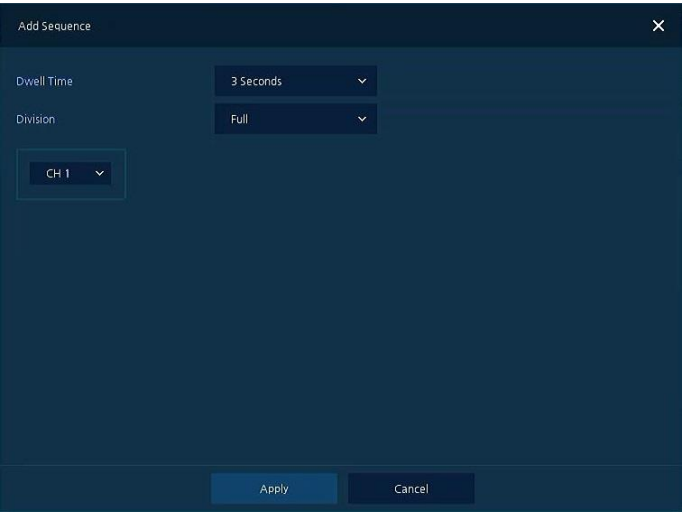 Add Sequence
Dwell Time 3 Seconds
Division Full
CH 1
Apply Cancel